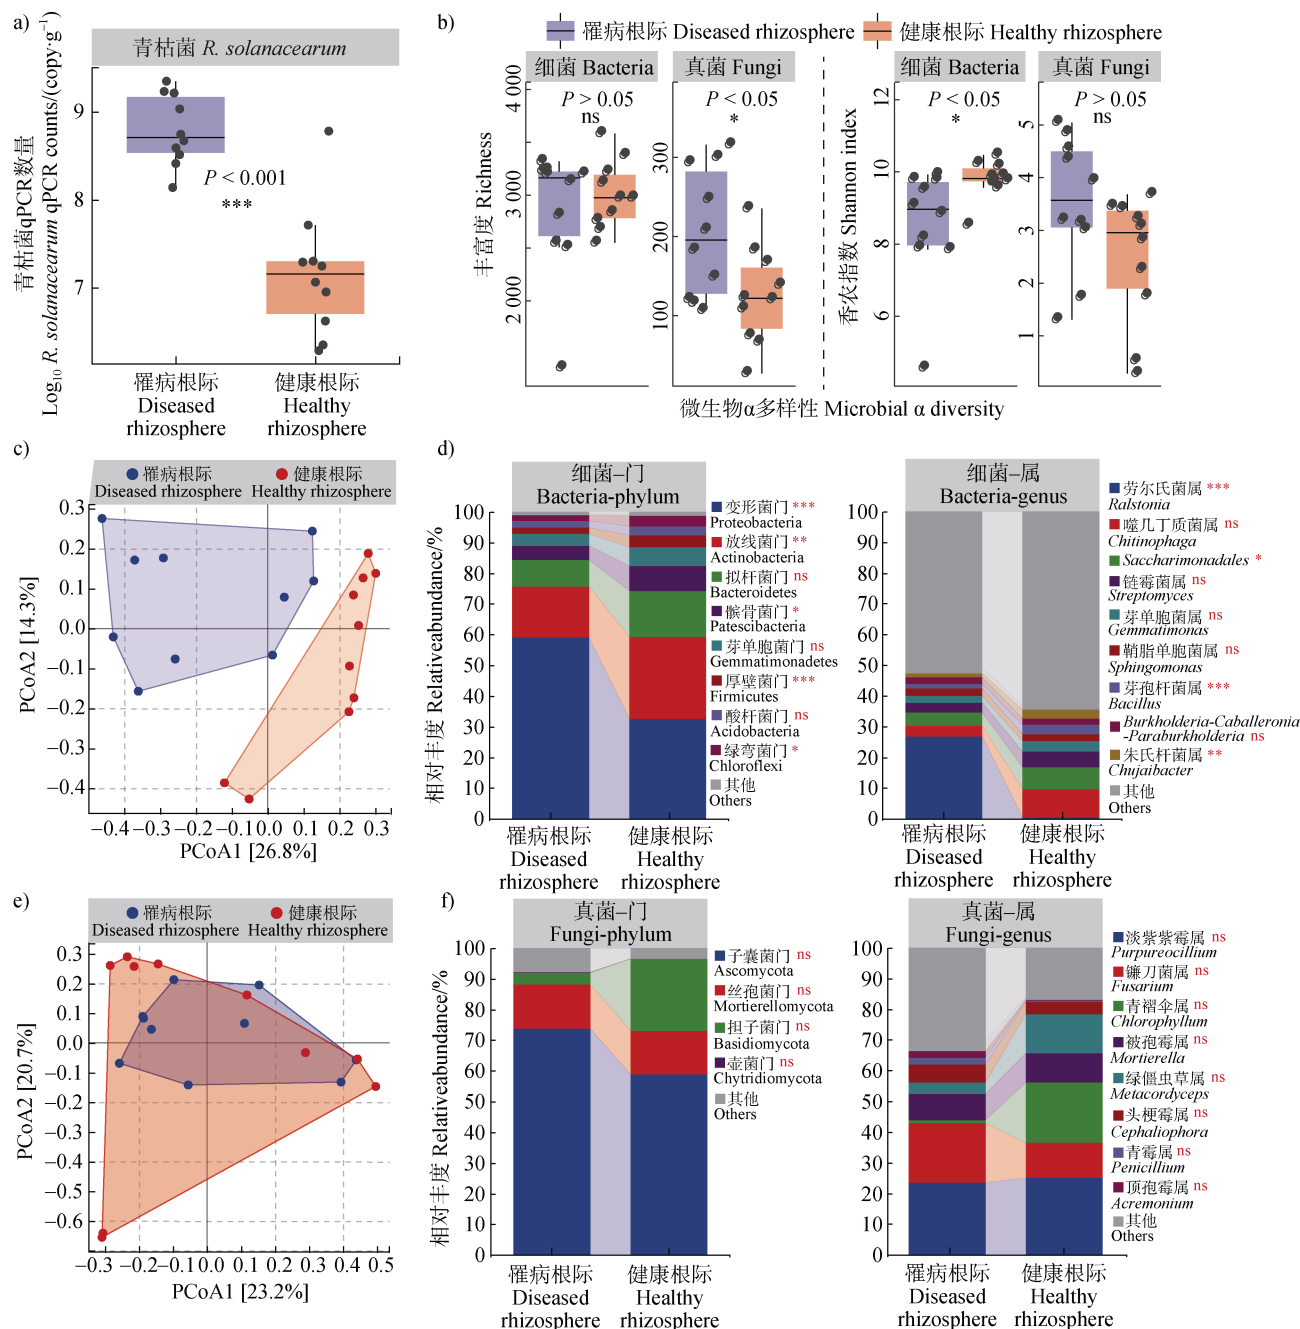 a)
青枯菌 R. solanacearum
青枯菌qPCR数量
Log₁₀ R. solanacearum qPCR counts/(copy·g⁻¹)
9
8
7
P < 0.001
***
罹病根际
Diseased
rhizosphere
健康根际
Healthy
rhizosphere
b)
罹病根际 Diseased rhizosphere
健康根际 Healthy rhizosphere
细菌 Bacteria
真菌 Fungi
细菌 Bacteria
真菌 Fungi
丰富度 Richness
4 000
3 000
2 000
P > 0.05
ns
300
200
100
P < 0.05
*
香农指数 Shannon index
12
10
8
6
P < 0.05
*
5
4
3
2
1
P > 0.05
ns
微生物α多样性 Microbial α diversity
c)
罹病根际
Diseased rhizosphere
健康根际
Healthy rhizosphere
PCoA2 [14.3%]
0.3
0.2
0.1
0.0
−0.1
−0.2
−0.3
−0.4
−0.4 −0.3 −0.2 −0.1 0.0 0.1 0.2 0.3
PCoA1 [26.8%]
d)
细菌–门
Bacteria-phylum
相对丰度 Relativeabundance/%
100
90
80
70
60
50
40
30
20
10
0
罹病根际
Diseased
rhizosphere
健康根际
Healthy
rhizosphere
变形菌门 ***
Proteobacteria
放线菌门 **
Actinobacteria
拟杆菌门 ns
Bacteroidetes
髌骨菌门 *
Patescibacteria
芽单胞菌门 ns
Gemmatimonadetes
厚壁菌门 ***
Firmicutes
酸杆菌门 ns
Acidobacteria
绿弯菌门 *
Chloroflexi
其他
Others
细菌–属
Bacteria-genus
100
90
80
70
60
50
40
30
20
10
0
罹病根际
Diseased
rhizosphere
健康根际
Healthy
rhizosphere
劳尔氏菌属 ***
Ralstonia
噬几丁质菌属 ns
Chitinophaga
Saccharimonadales *
链霉菌属 ns
Streptomyces
芽单胞菌属 ns
Gemmatimonas
鞘脂单胞菌属 ns
Sphingomonas
芽孢杆菌属 ***
Bacillus
Burkholderia-Caballeronia
-Paraburkholderia ns
朱氏杆菌属 **
Chujaibacter
其他
Others
e)
罹病根际
Diseased rhizosphere
健康根际
Healthy rhizosphere
PCoA2 [20.7%]
0.3
0.2
0.1
0.0
−0.1
−0.2
−0.3
−0.4
−0.5
−0.6
−0.3 −0.2 −0.1 0.0 0.1 0.2 0.3 0.4 0.5
PCoA1 [23.2%]
f)
真菌–门
Fungi-phylum
相对丰度 Relativeabundance/%
100
90
80
70
60
50
40
30
20
10
0
罹病根际
Diseased
rhizosphere
健康根际
Healthy
rhizosphere
子囊菌门 ns
Ascomycota
丝孢菌门 ns
Mortierellomycota
担子菌门 ns
Basidiomycota
壶菌门 ns
Chytridiomycota
其他
Others
真菌–属
Fungi-genus
100
90
80
70
60
50
40
30
20
10
0
罹病根际
Diseased
rhizosphere
健康根际
Healthy
rhizosphere
淡紫紫霉属 ns
Purpureocillium
镰刀菌属 ns
Fusarium
青褶伞属 ns
Chlorophyllum
被孢霉属 ns
Mortierella
绿僵虫草属 ns
Metacordyceps
头梗霉属 ns
Cephaliophora
青霉属 ns
Penicillium
顶孢霉属 ns
Acremonium
其他
Others